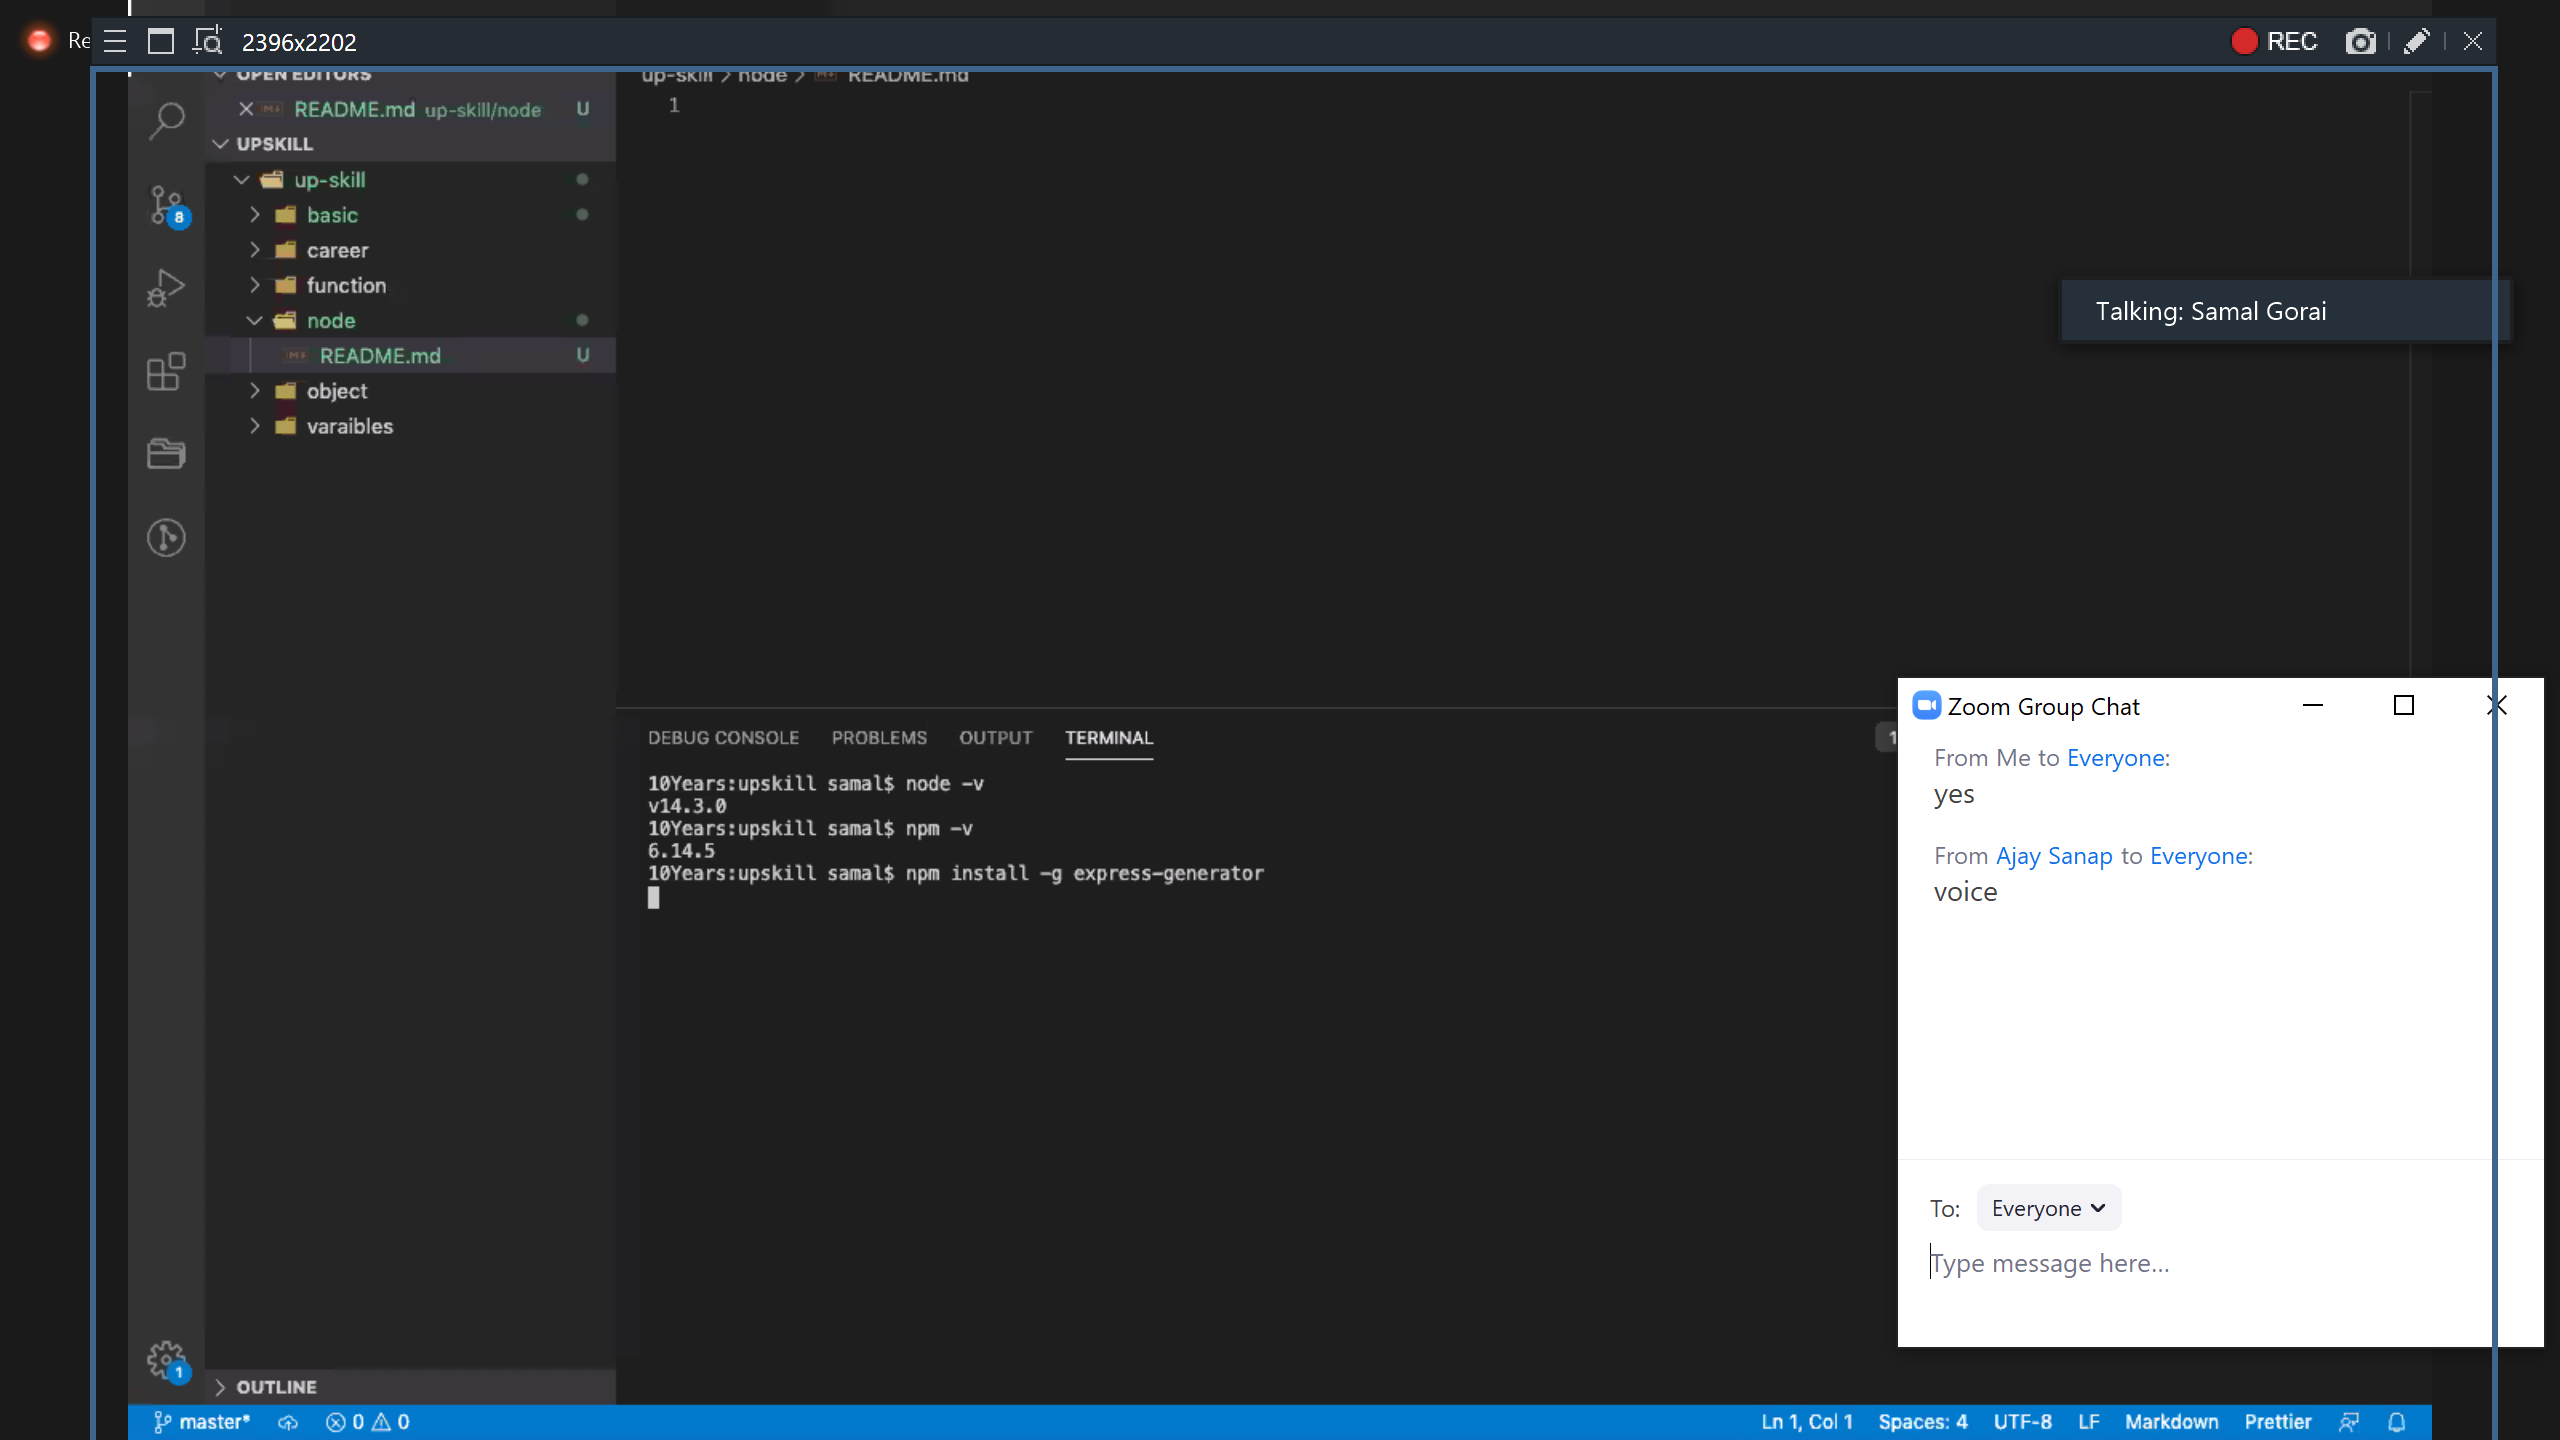 Re
2396x2202
REC
OPEN EDITORS
README.md up-skill/node U
UPSKILL
up-skill
basic
career
function
node
README.md U
object
varaibles
OUTLINE
up-skill > node > README.md
1
Talking: Samal Gorai
DEBUG CONSOLE PROBLEMS OUTPUT TERMINAL
1
10Years:upskill samal$ node -v
v14.3.0
10Years:upskill samal$ npm -v
6.14.5
10Years:upskill samal$ npm install -g express-generator
Zoom Group Chat
From Me to Everyone:
yes
From Ajay Sanap to Everyone:
voice
To: Everyone
Type message here...
8
1
master* 0 0 Ln 1, Col 1 Spaces: 4 UTF-8 LF Markdown Prettier